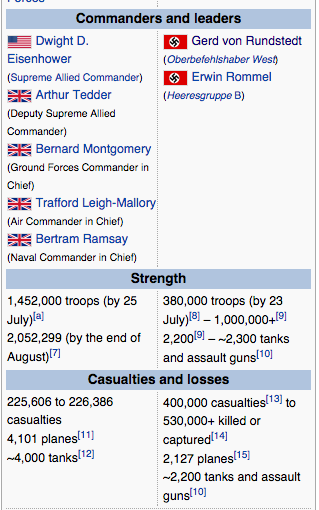 Forces
Commanders and leaders
Dwight D.
Eisenhower
(Supreme Allied Commander)
Arthur Tedder
(Deputy Supreme Allied
Commander)
Bernard Montgomery
(Ground Forces Commander in
Chief)
Trafford Leigh-Mallory
(Air Commander in Chief)
Bertram Ramsay
(Naval Commander in Chief)
Gerd von Rundstedt
(Oberbefehlshaber West)
Erwin Rommel
(Heeresgruppe B)
Strength
1,452,000 troops (by 25
July)[a]
2,052,299 (by the end of
August)[7]
380,000 troops (by 23
July)[8] – 1,000,000+[9]
2,200[9] – ~2,300 tanks
and assault guns[10]
Casualties and losses
225,606 to 226,386
casualties
4,101 planes[11]
~4,000 tanks[12]
400,000 casualties[13] to
530,000+ killed or
captured[14]
2,127 planes[15]
~2,200 tanks and assault
guns[10]